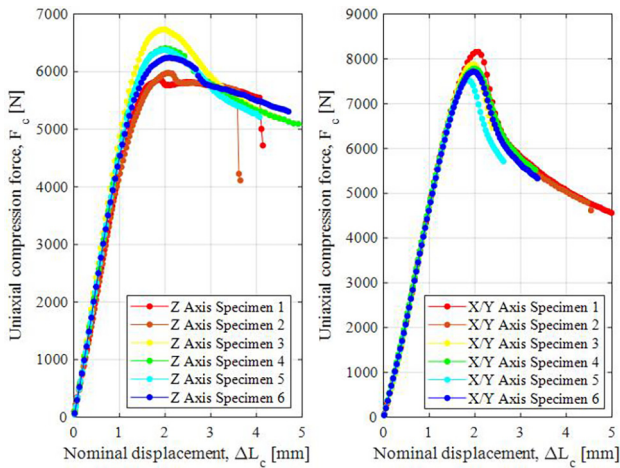 7000
6000
5000
4000
3000
2000
1000
0
Uniaxial compression force, F_c [N]
Z Axis Specimen 1
Z Axis Specimen 2
Z Axis Specimen 3
Z Axis Specimen 4
Z Axis Specimen 5
Z Axis Specimen 6
0 1 2 3 4 5
Nominal displacement, ΔL_c [mm]
9000
8000
7000
6000
5000
4000
3000
2000
1000
0
Uniaxial compression force, F_c [N]
X/Y Axis Specimen 1
X/Y Axis Specimen 2
X/Y Axis Specimen 3
X/Y Axis Specimen 4
X/Y Axis Specimen 5
X/Y Axis Specimen 6
0 1 2 3 4 5
Nominal displacement, ΔL_c [mm]